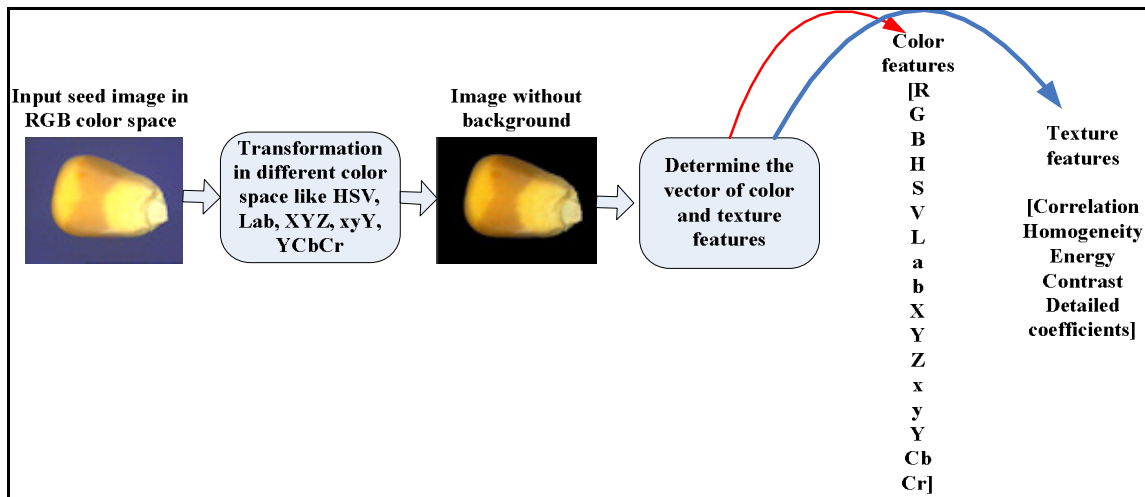 Input seed image in
RGB color space
Transformation
in different color
space like HSV,
Lab, XYZ, xyY,
YCbCr
Image without
background
Determine the
vector of color
and texture
features
Color
features
[R
G
B
H
S
V
L
a
b
X
Y
Z
x
y
Y
Cb
Cr]
Texture
features
[Correlation
Homogeneity
Energy
Contrast
Detailed
coefficients]